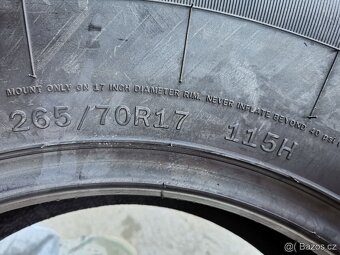 MOUNT ONLY ON 17 INCH DIAMETER RIM. NEVER INFLATE BEYOND 40 psi
265/70R17 115H
Bazos.cz